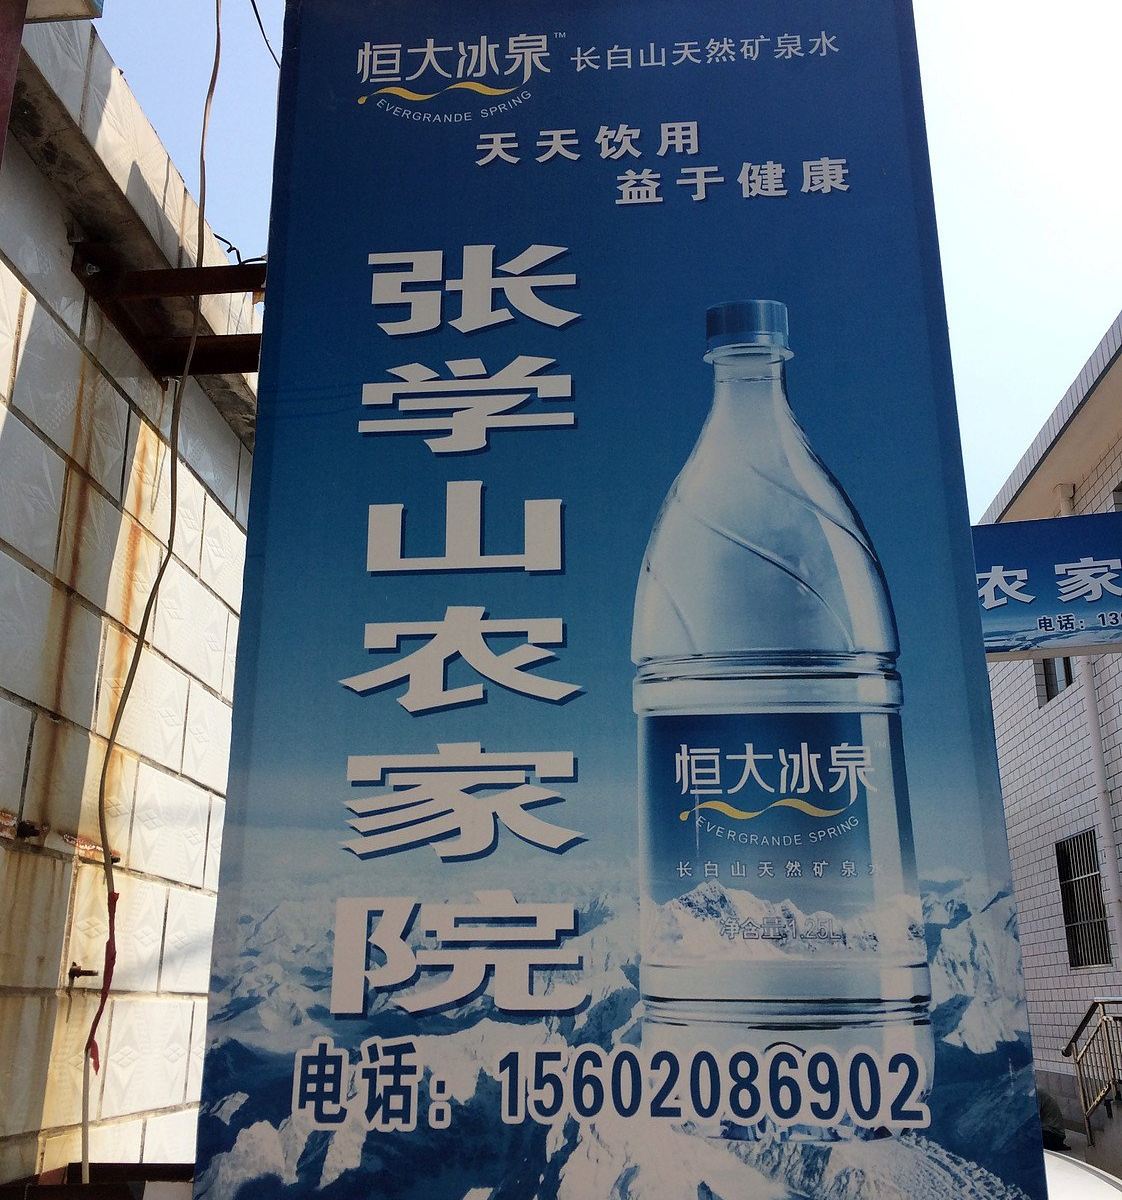 恒大冰泉™ 长白山天然矿泉水
EVERGRANDE SPRING
天天饮用
益于健康
张学山农家院
电话：15602086902
恒大冰泉™
EVERGRANDE SPRING
长白山天然矿泉水
净含量:1.25L
农家
电话：